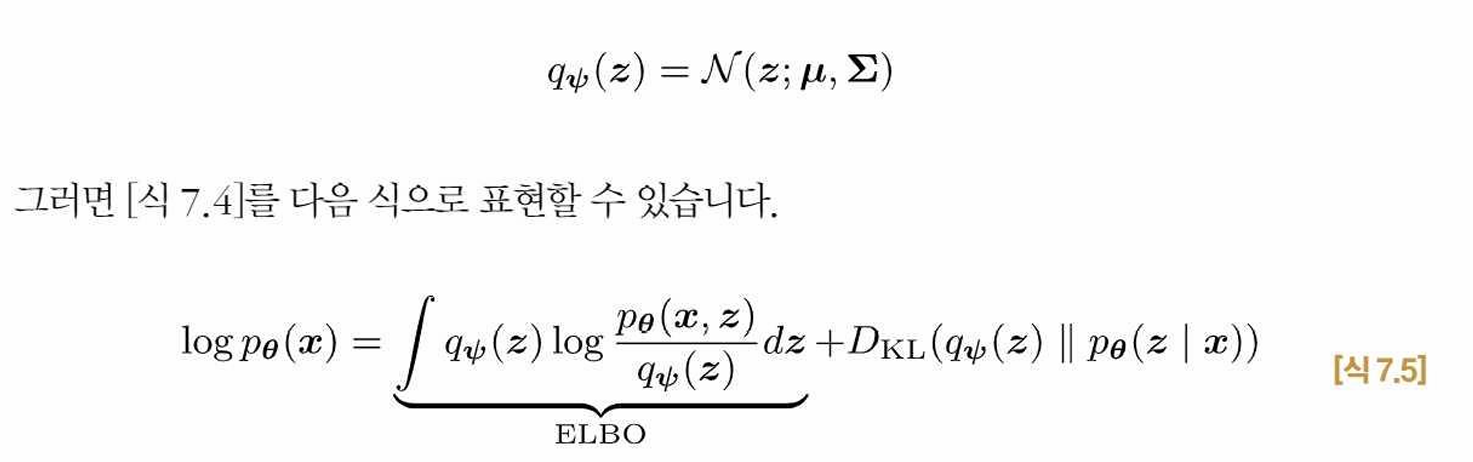 q_ψ(z) = 𝒩(z; μ, Σ)
그러면 [식 7.4]를 다음 식으로 표현할 수 있습니다.
log p_θ(x) = ∫ q_ψ(z) log p_θ(x, z)/q_ψ(z) dz + D_KL(q_ψ(z) ∥ p_θ(z | x)) [식 7.5]
ELBO